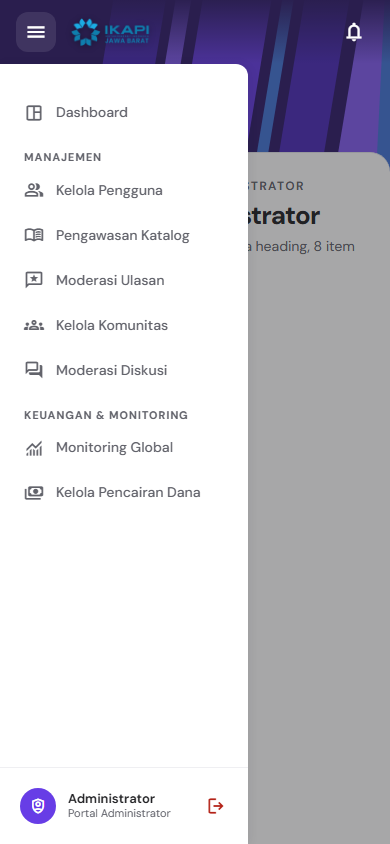 IKAPI
JAWA BARAT
Dashboard
MANAJEMEN
Kelola Pengguna
STRATOR
strator
Pengawasan Katalog
a heading, 8 item
Moderasi Ulasan
Kelola Komunitas
Moderasi Diskusi
KEUANGAN & MONITORING
Monitoring Global
Kelola Pencairan Dana
Administrator
Portal Administrator